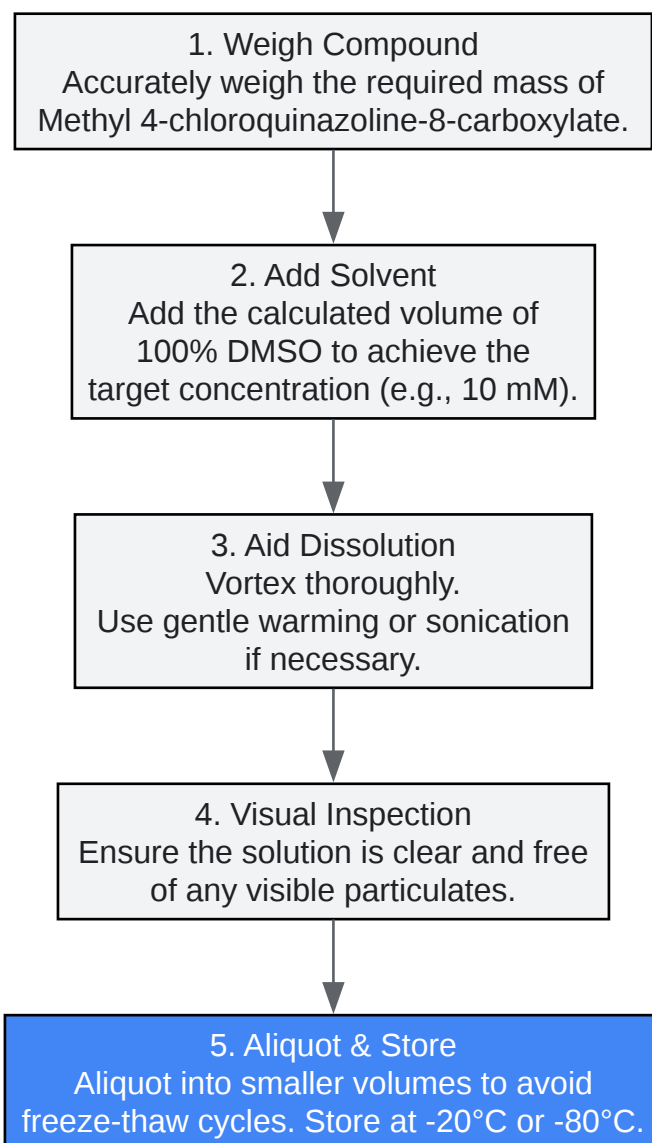 1. Weigh Compound
Accurately weigh the required mass of
Methyl 4-chloroquinazoline-8-carboxylate.
2. Add Solvent
Add the calculated volume of
100% DMSO to achieve the
target concentration (e.g., 10 mM).
3. Aid Dissolution
Vortex thoroughly.
Use gentle warming or sonication
if necessary.
4. Visual Inspection
Ensure the solution is clear and free
of any visible particulates.
5. Aliquot & Store
Aliquot into smaller volumes to avoid
freeze-thaw cycles. Store at -20°C or -80°C.